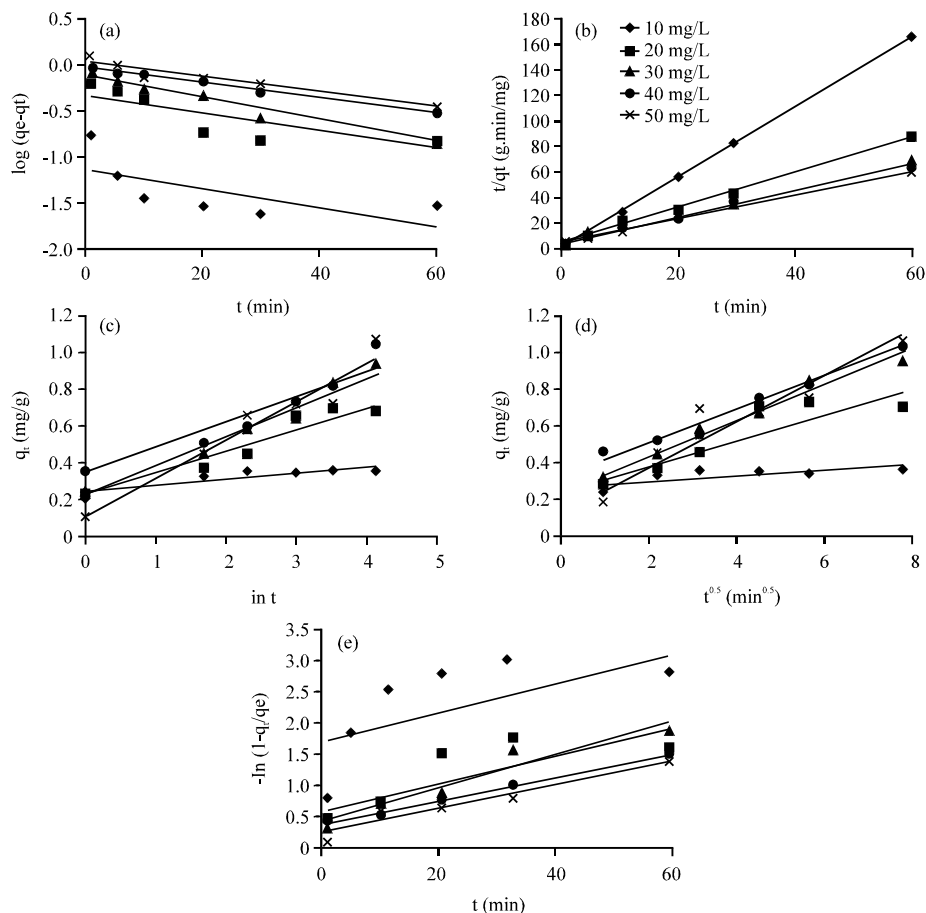 (a)
0.5
0.0
-0.5
-1.0
-1.5
-2.0
log (qe-qt)
0 20 40 60
t (min)
(b)
180
160
140
120
100
80
60
40
20
0
t/qt (g.min/mg)
10 mg/L
20 mg/L
30 mg/L
40 mg/L
50 mg/L
0 20 40 60
t (min)
(c)
1.2
1.0
0.8
0.6
0.4
0.2
0
qt (mg/g)
0 1 2 3 4 5
in t
(d)
1.2
1.0
0.8
0.6
0.4
0.2
0
qt (mg/g)
0 2 4 6 8
t^0.5 (min^0.5)
(e)
3.5
3.0
2.5
2.0
1.5
1.0
0.5
0
-In (1-qt/qe)
0 20 40 60
t (min)